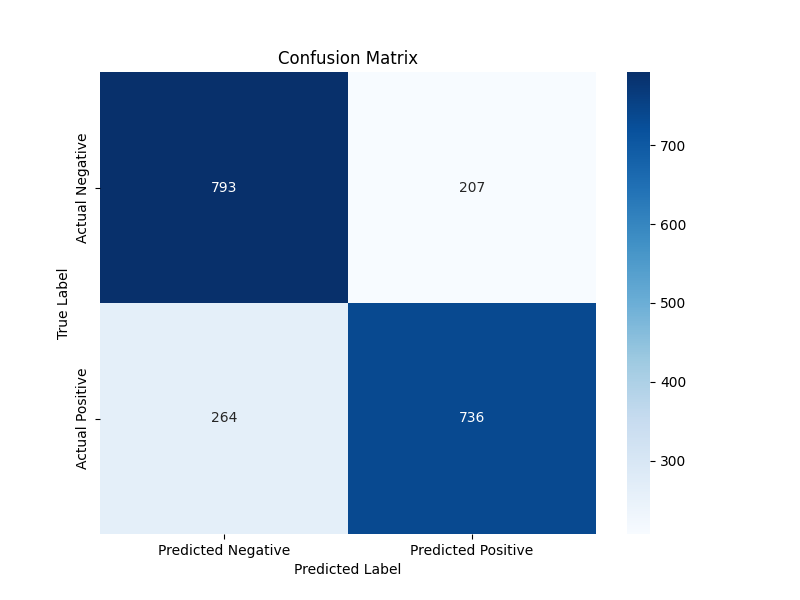 Confusion Matrix
Actual Negative
793
207
700
600
500
400
300
True Label
Actual Positive
264
736
Predicted Negative
Predicted Positive
Predicted Label